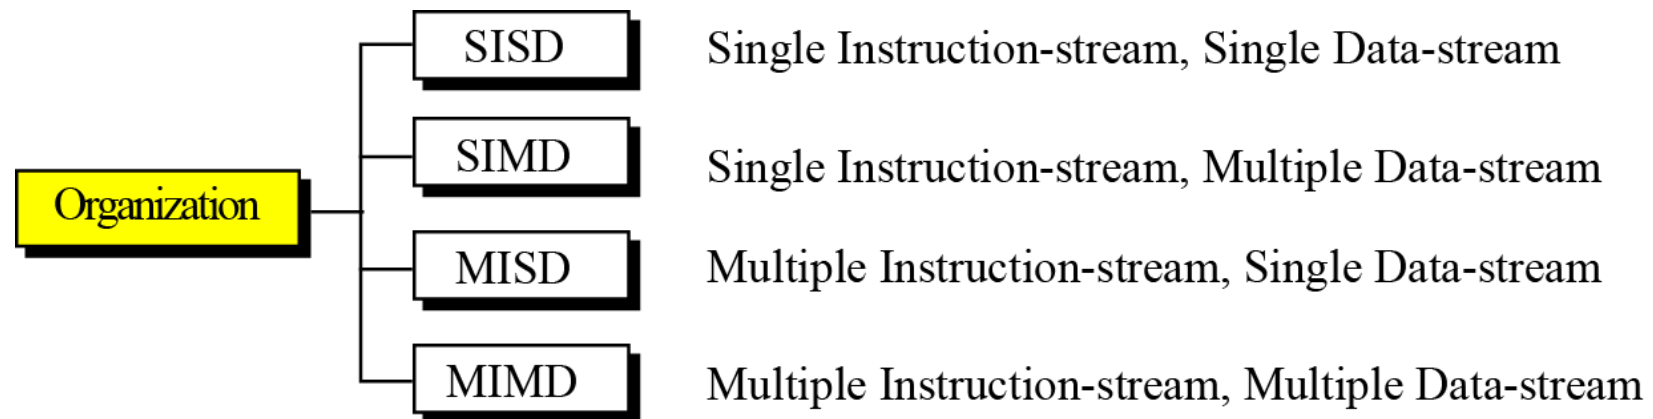 SISD Single Instruction-stream, Single Data-stream
SIMD Single Instruction-stream, Multiple Data-stream
Organization
MISD Multiple Instruction-stream, Single Data-stream
MIMD Multiple Instruction-stream, Multiple Data-stream